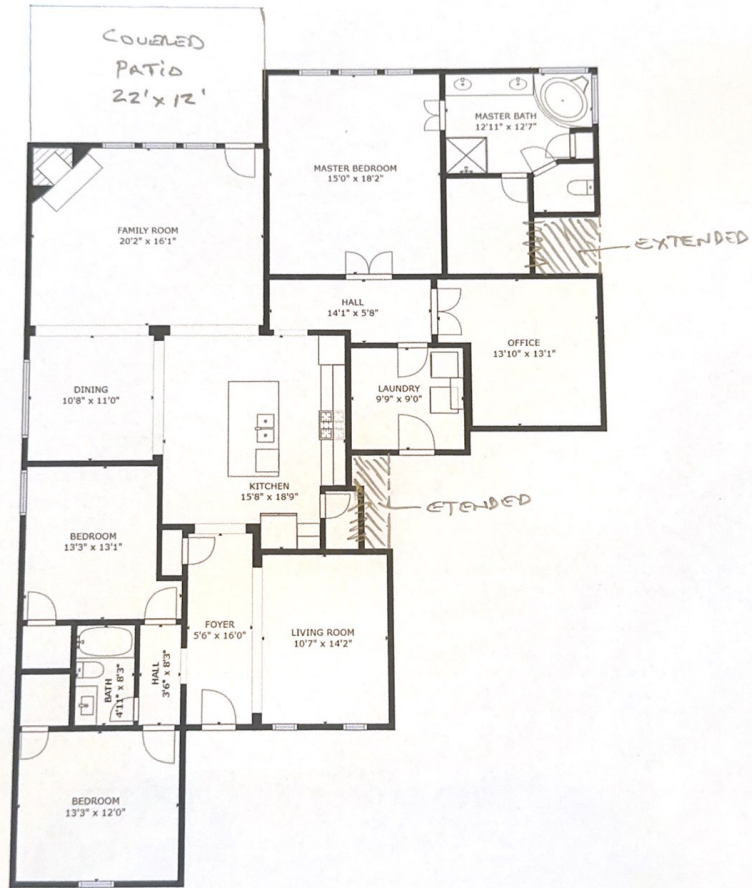 COVERED
PATIO
22' x 12'
MASTER BATH
12'11" x 12'7"
MASTER BEDROOM
15'0" x 18'2"
FAMILY ROOM
20'2" x 16'1"
EXTENDED
HALL
14'1" x 5'8"
OFFICE
13'10" x 13'1"
DINING
10'8" x 11'0"
LAUNDRY
9'9" x 9'0"
KITCHEN
15'8" x 18'9"
ETENDED
BEDROOM
13'3" x 13'1"
FOYER
5'6" x 16'0"
LIVING ROOM
10'7" x 14'2"
BATH
4'11" x 8'3"
HALL
3'6" x 8'3"
BEDROOM
13'3" x 12'0"